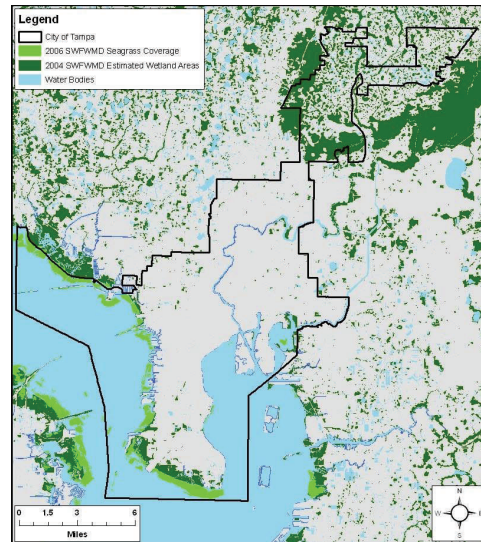 Legend
City of Tampa
2006 SWFWMD Seagrass Coverage
2004 SWFWMD Estimated Wetland Areas
Water Bodies
N
W E
S
0 1.5 3 6
Miles